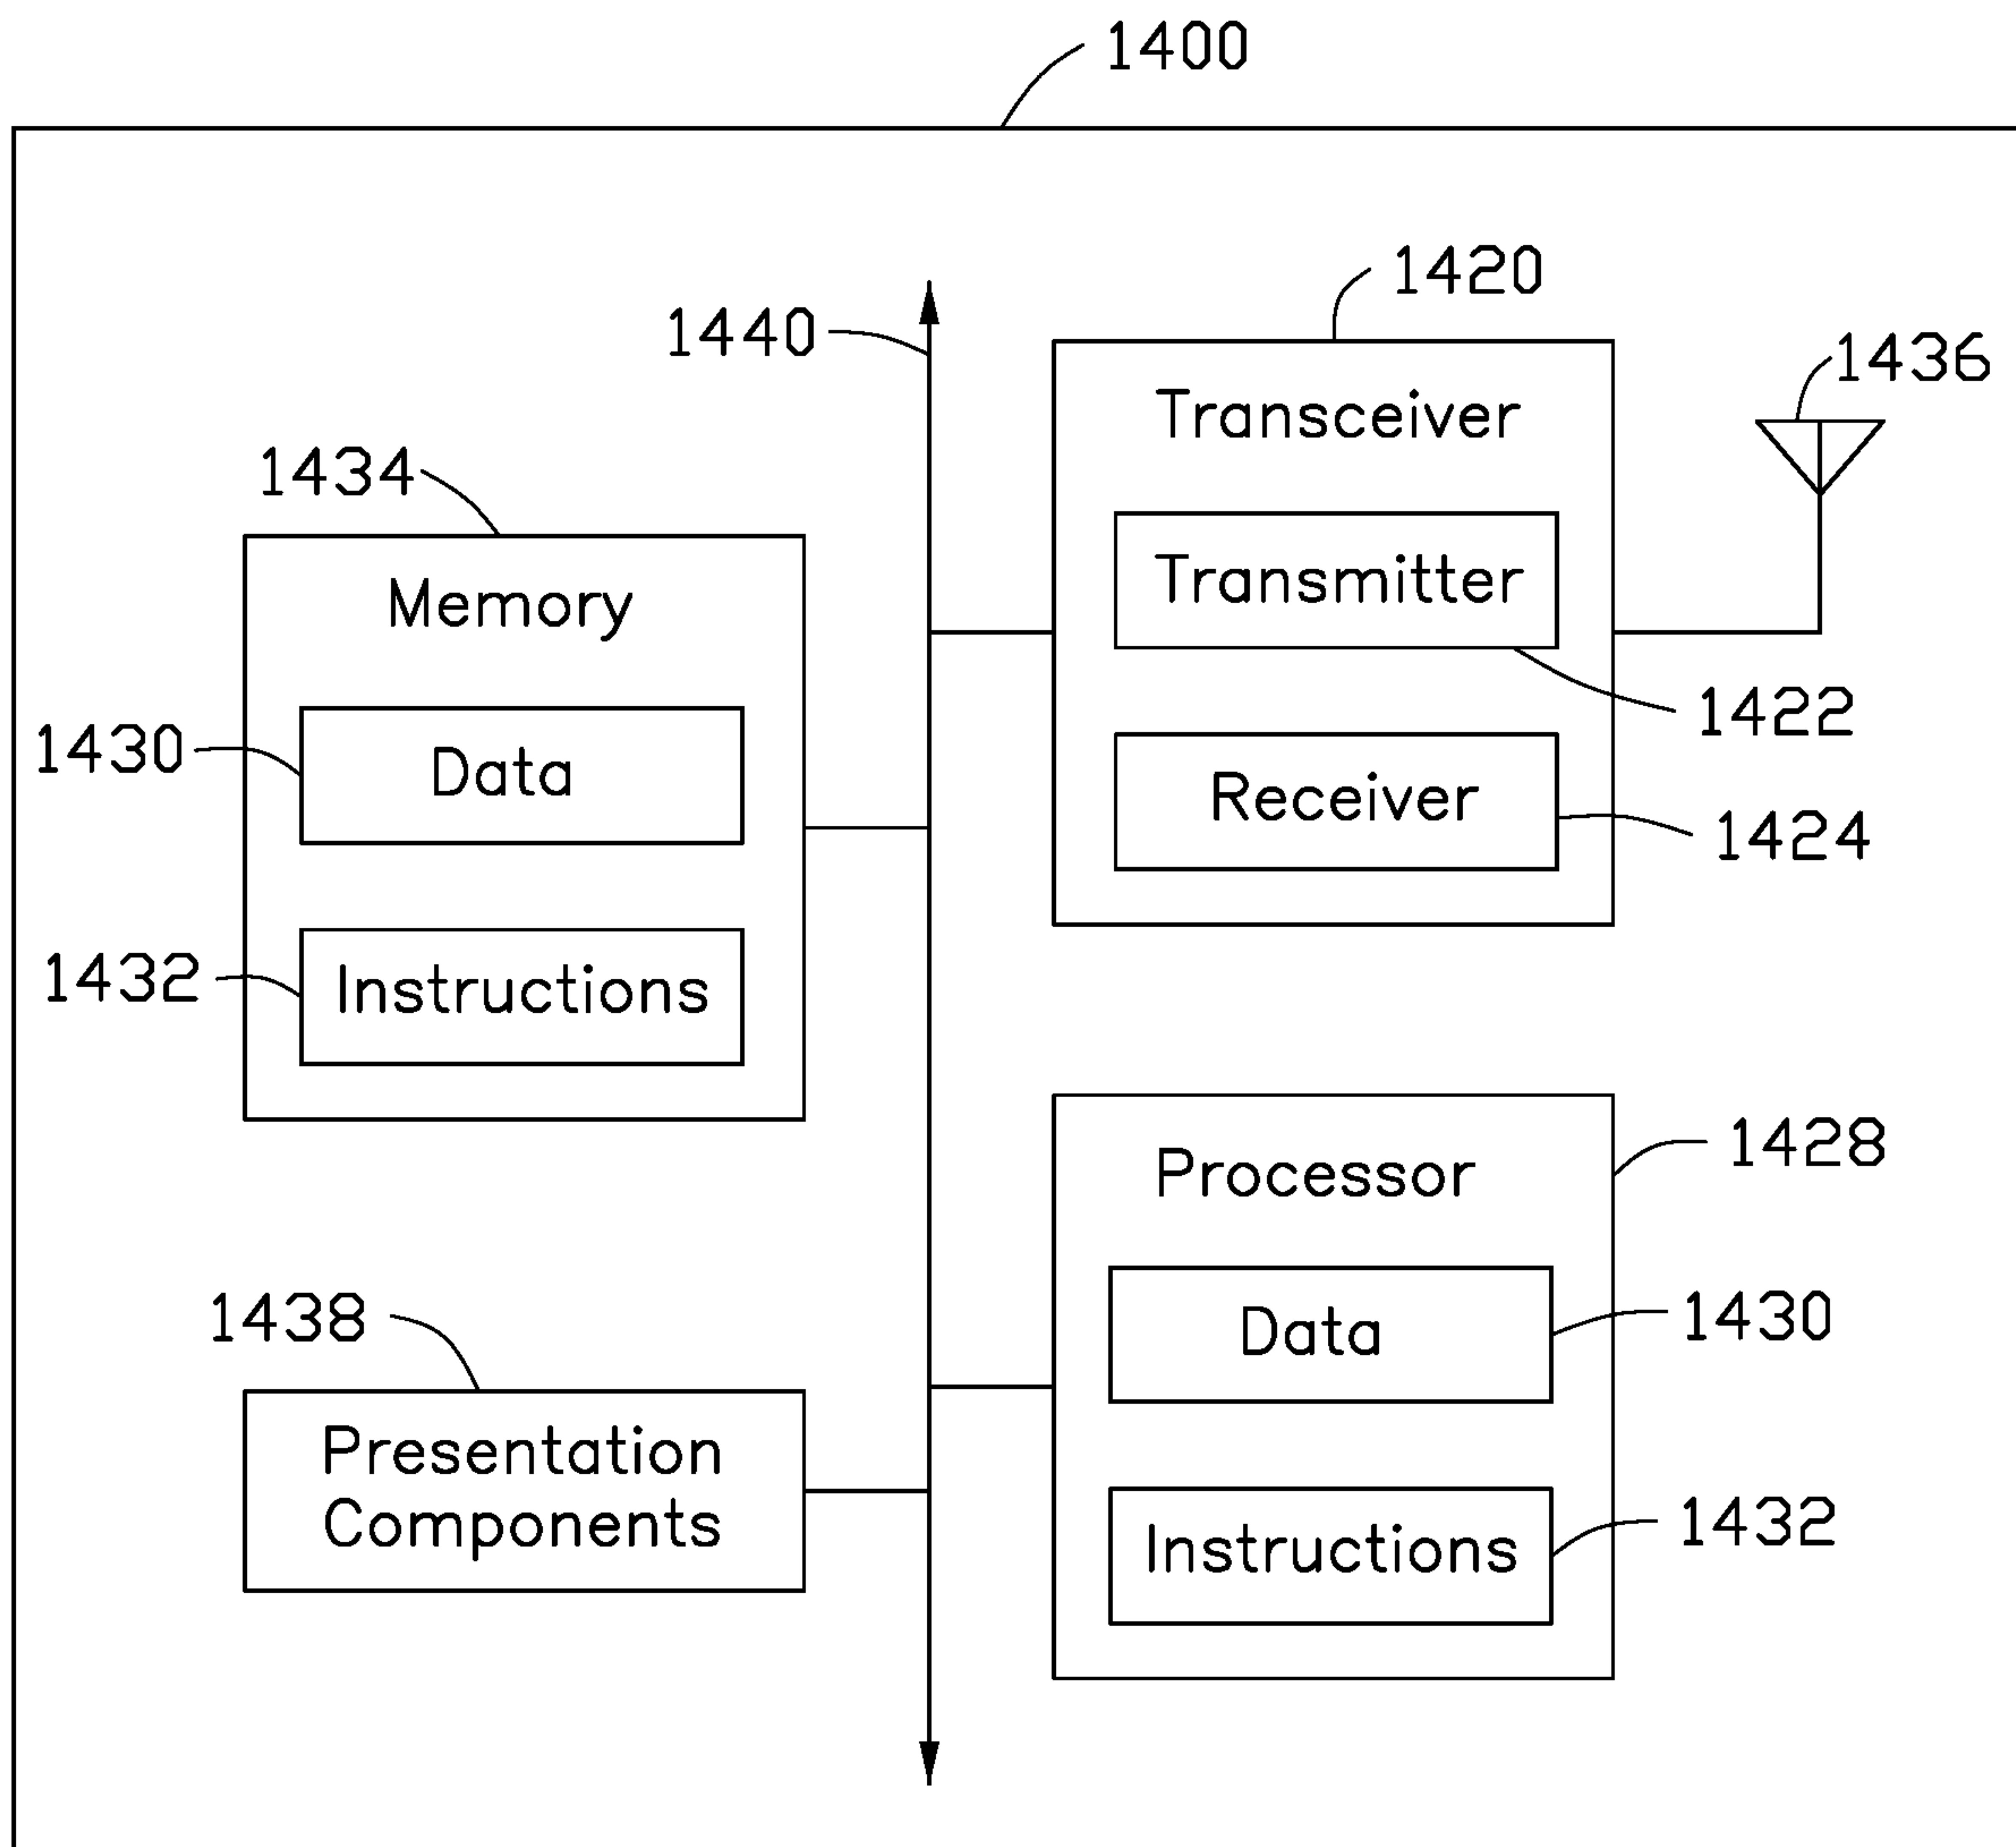 1400
1420
1440
1436
Transceiver
1434
Transmitter
Memory
1422
1430
Data
Receiver
1424
1432
Instructions
1428
Processor
1438
1430
Data
Presentation
Components
1432
Instructions